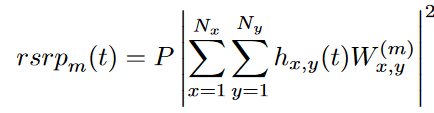 $rsrp_m(t) = P \left| \sum_{x=1}^{N_x} \sum_{y=1}^{N_y} h_{x,y}(t) W_{x,y}^{(m)} \right|^2$